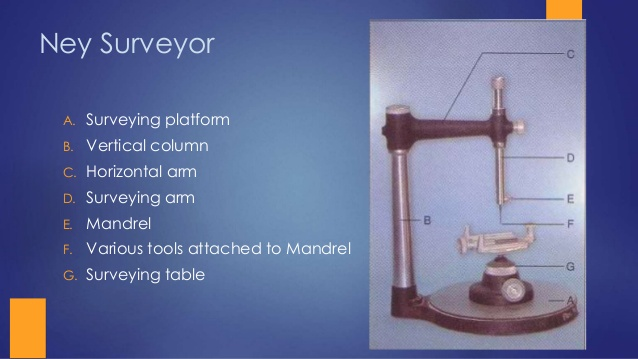 Ney Surveyor
A. Surveying platform
B. Vertical column
C. Horizontal arm
D. Surveying arm
E. Mandrel
F. Various tools attached to Mandrel
G. Surveying table
C
D
E
B
F
G
A